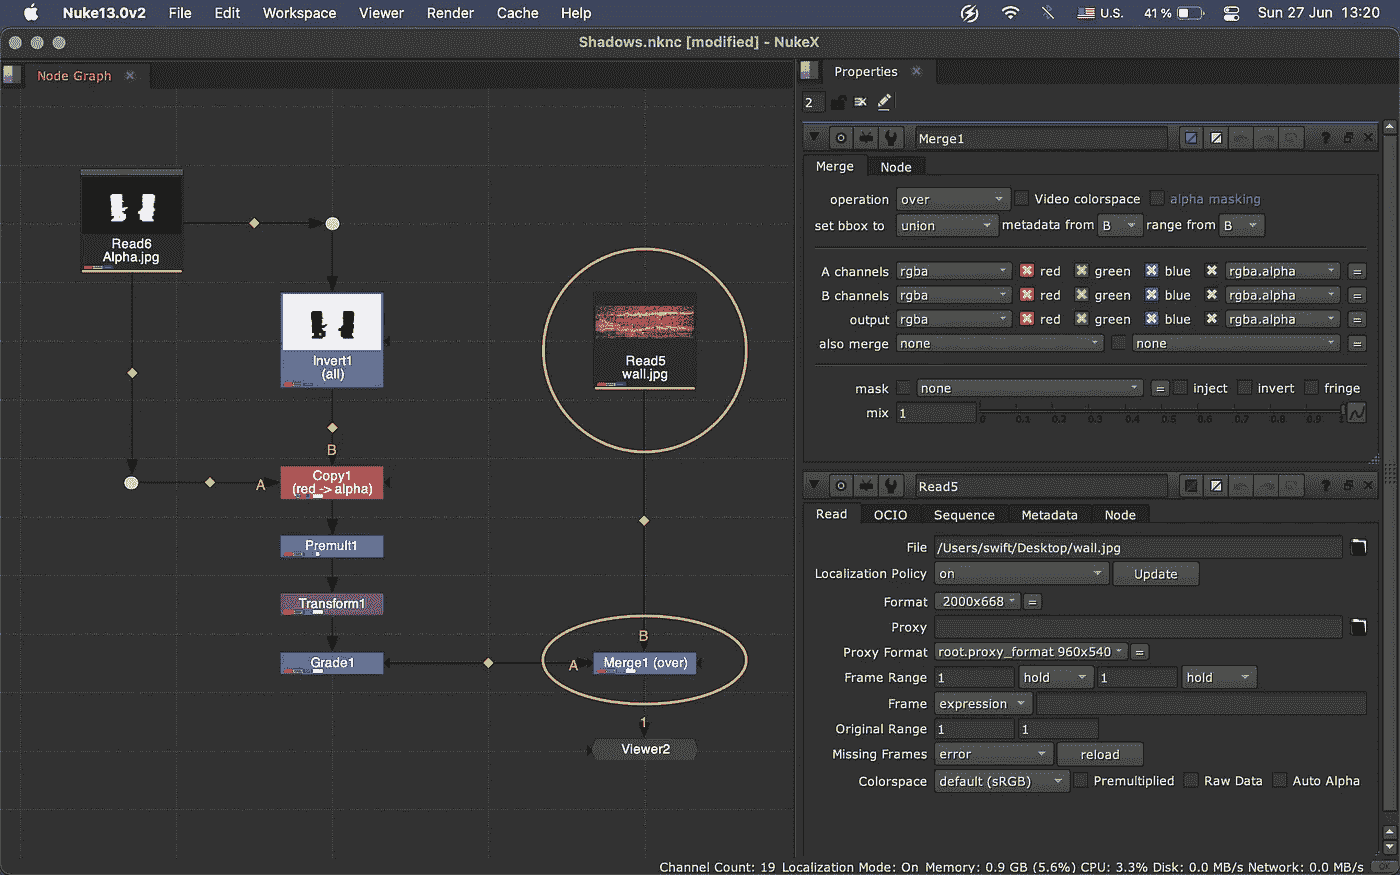 Nuke13.0v2 File Edit Workspace Viewer Render Cache Help U.S. 41 % Sun 27 Jun 13:20
Shadows.nknc [modified] - NukeX
Node Graph
Read6
Alpha.jpg
Invert1
(all)
Read5
wall.jpg
B
A
Copy1
(red -> alpha)
Premult1
Transform1
Grade1
B
A
Merge1 (over)
1
Viewer2
Properties
2
Merge1
Merge Node
operation over Video colorspace alpha masking
set bbox to union metadata from B range from B
A channels rgba red green blue rgba.alpha =
B channels rgba red green blue rgba.alpha =
output rgba red green blue rgba.alpha =
also merge none none =
mask none = inject invert fringe
mix 1 0 0.1 0.2 0.3 0.4 0.5 0.6 0.7 0.8 0.9 1
Read5
Read OCIO Sequence Metadata Node
File /Users/swift/Desktop/wall.jpg
Localization Policy on Update
Format 2000x668 =
Proxy
Proxy Format root.proxy_format 960x540 =
Frame Range 1 hold 1 hold
Frame expression
Original Range 1 1
Missing Frames error reload
Colorspace default (sRGB) Premultiplied Raw Data Auto Alpha
Channel Count: 19 Localization Mode: On Memory: 0.9 GB (5.6%) CPU: 3.3% Disk: 0.0 MB/s Network: 0.0 MB/s